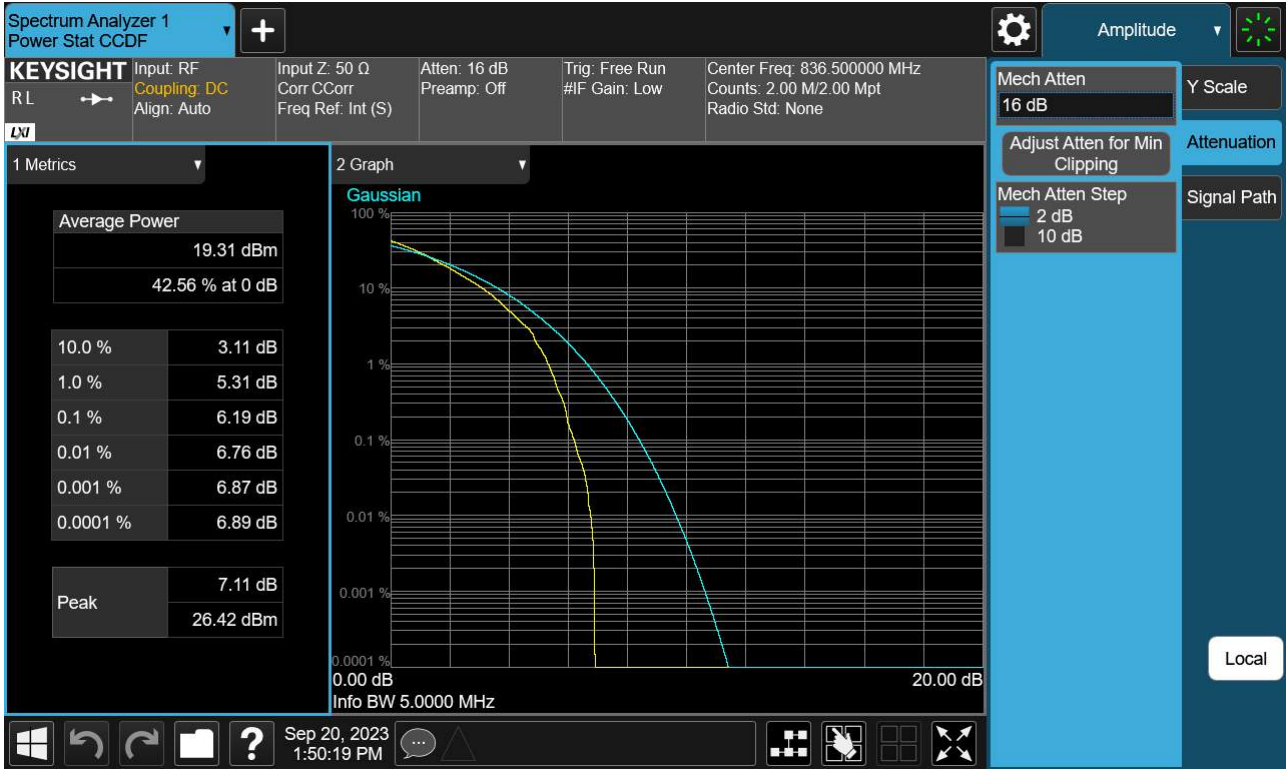 Spectrum Analyzer 1
Power Stat CCDF
+
Amplitude
KEYSIGHT
RL
LXI
Input: RF
Coupling: DC
Align: Auto
Input Z: 50 Ω
Corr CCorr
Freq Ref: Int (S)
Atten: 16 dB
Preamp: Off
Trig: Free Run
#IF Gain: Low
Center Freq: 836.500000 MHz
Counts: 2.00 M/2.00 Mpt
Radio Std: None
Mech Atten
16 dB
Adjust Atten for Min
Clipping
Mech Atten Step
2 dB
10 dB
Y Scale
Attenuation
Signal Path
Local
1 Metrics
Average Power
19.31 dBm
42.56 % at 0 dB
10.0 % 3.11 dB
1.0 % 5.31 dB
0.1 % 6.19 dB
0.01 % 6.76 dB
0.001 % 6.87 dB
0.0001 % 6.89 dB
Peak
7.11 dB
26.42 dBm
2 Graph
Gaussian
100 %
10 %
1 %
0.1 %
0.01 %
0.001 %
0.0001 %
0.00 dB 20.00 dB
Info BW 5.0000 MHz
?
Sep 20, 2023
1:50:19 PM